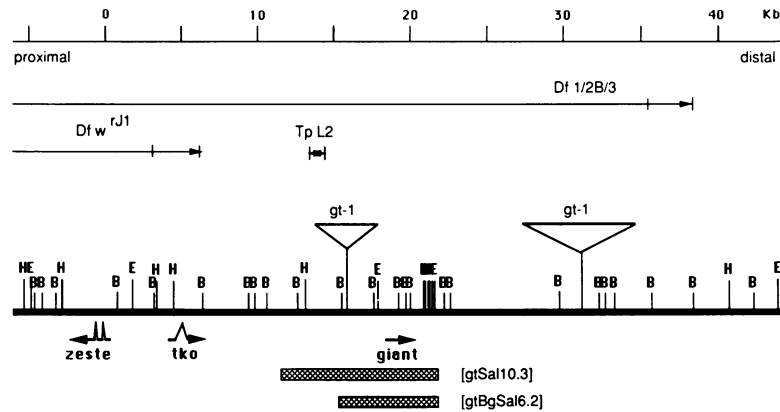 0 10 20 30 40 Kb
proximal distal
Df 1/2B/3
Df w rJ1 Tp L2
gt-1 gt-1
H E H E H H H E E H E
B B B B B B B B B B B B B B B B B B B B B B B B
zeste tko giant
[gtSal10.3]
[gtBgSal6.2]